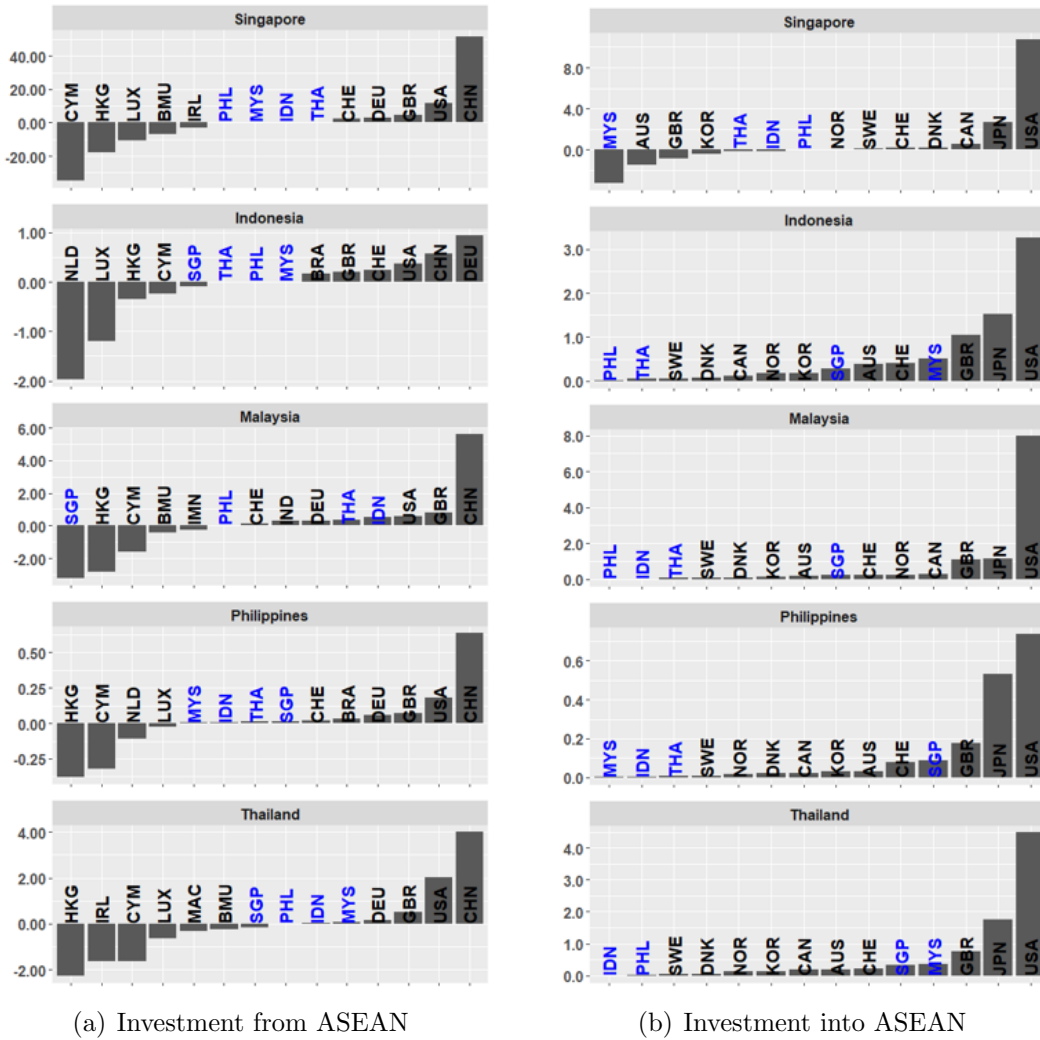 Singapore
40.00
20.00
0.00
-20.00
CYM HKG LUX BMU IRL PHL MYS IDN THA CHE DEU GBR USA CHN
Indonesia
1.00
0.00
-1.00
-2.00
NLD LUX HKG CYM SGP THA PHL MYS BRA GBR CHE USA CHN DEU
Malaysia
6.00
4.00
2.00
0.00
-2.00
SGP HKG CYM BMU IMN PHL CHE IND DEU THA IDN USA GBR CHN
Philippines
0.50
0.25
0.00
-0.25
HKG CYM NLD LUX MYS IDN THA SGP CHE BRA DEU GBR USA CHN
Thailand
4.00
2.00
0.00
-2.00
HKG IRL CYM LUX MAC BMU SGP PHL IDN MYS DEU GBR USA CHN
(a) Investment from ASEAN
Singapore
8.0
4.0
0.0
MYS AUS GBR KOR THA IDN PHL NOR SWE CHE DNK CAN JPN USA
Indonesia
3.0
2.0
1.0
0.0
PHL THA SWE DNK CAN NOR KOR SGP AUS CHE MYS GBR JPN USA
Malaysia
8.0
6.0
4.0
2.0
0.0
PHL IDN THA SWE DNK KOR AUS SGP CHE NOR CAN GBR JPN USA
Philippines
0.6
0.4
0.2
0.0
MYS IDN THA SWE NOR DNK CAN KOR AUS CHE SGP GBR JPN USA
Thailand
4.0
3.0
2.0
1.0
0.0
IDN PHL SWE DNK NOR KOR CAN AUS CHE SGP MYS GBR JPN USA
(b) Investment into ASEAN